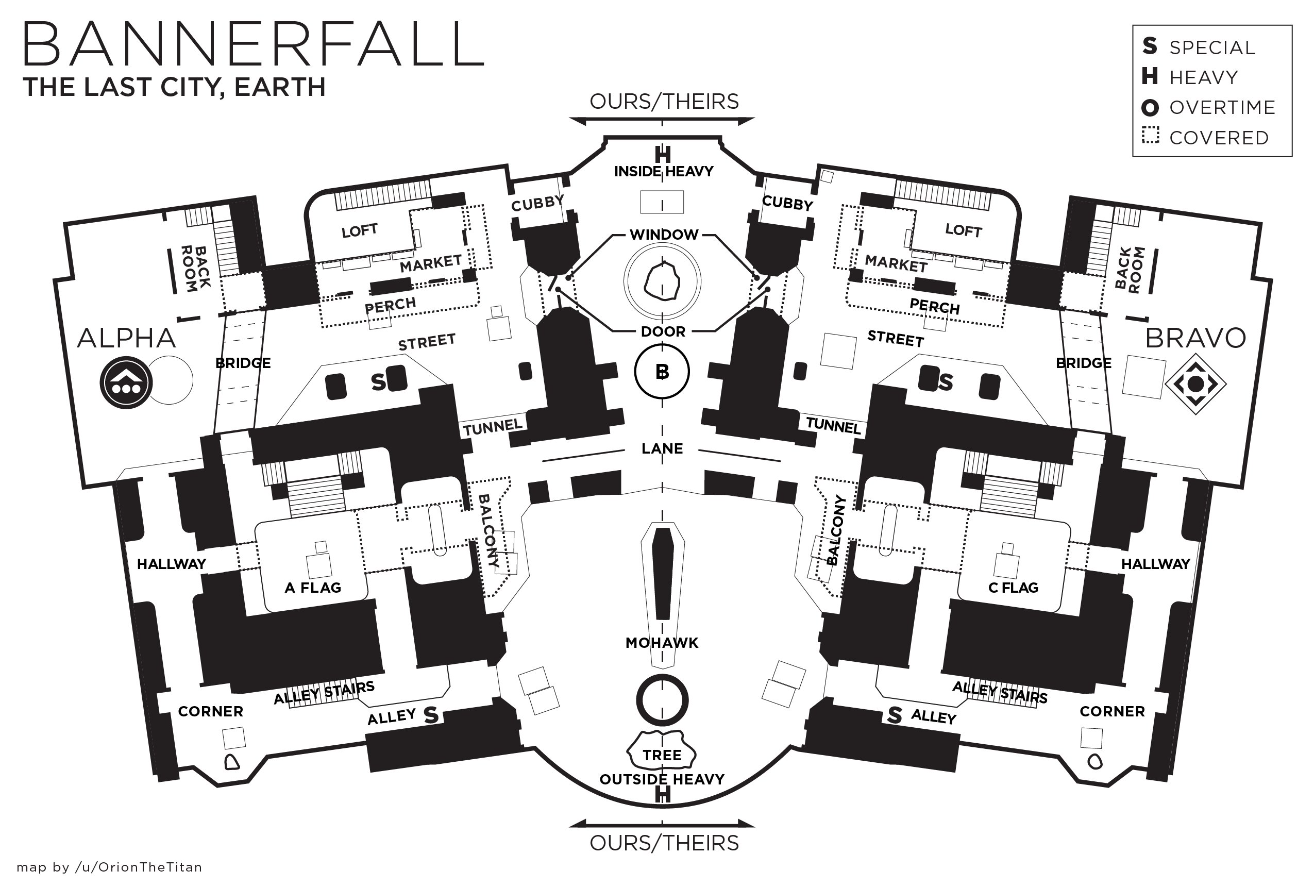 BANNERFALL
THE LAST CITY, EARTH
S SPECIAL
H HEAVY
O OVERTIME
COVERED
OURS/THEIRS
H
INSIDE HEAVY
CUBBY
CUBBY
WINDOW
LOFT
LOFT
BACK
ROOM
BACK
ROOM
MARKET
MARKET
PERCH
PERCH
DOOR
STREET
STREET
ALPHA
BRAVO
BRIDGE
BRIDGE
S
B
S
TUNNEL
TUNNEL
LANE
BALCONY
BALCONY
HALLWAY
HALLWAY
A FLAG
C FLAG
MOHAWK
ALLEY STAIRS
ALLEY STAIRS
CORNER
CORNER
ALLEY S
S ALLEY
TREE
OUTSIDE HEAVY
H
OURS/THEIRS
map by /u/OrionTheTitan